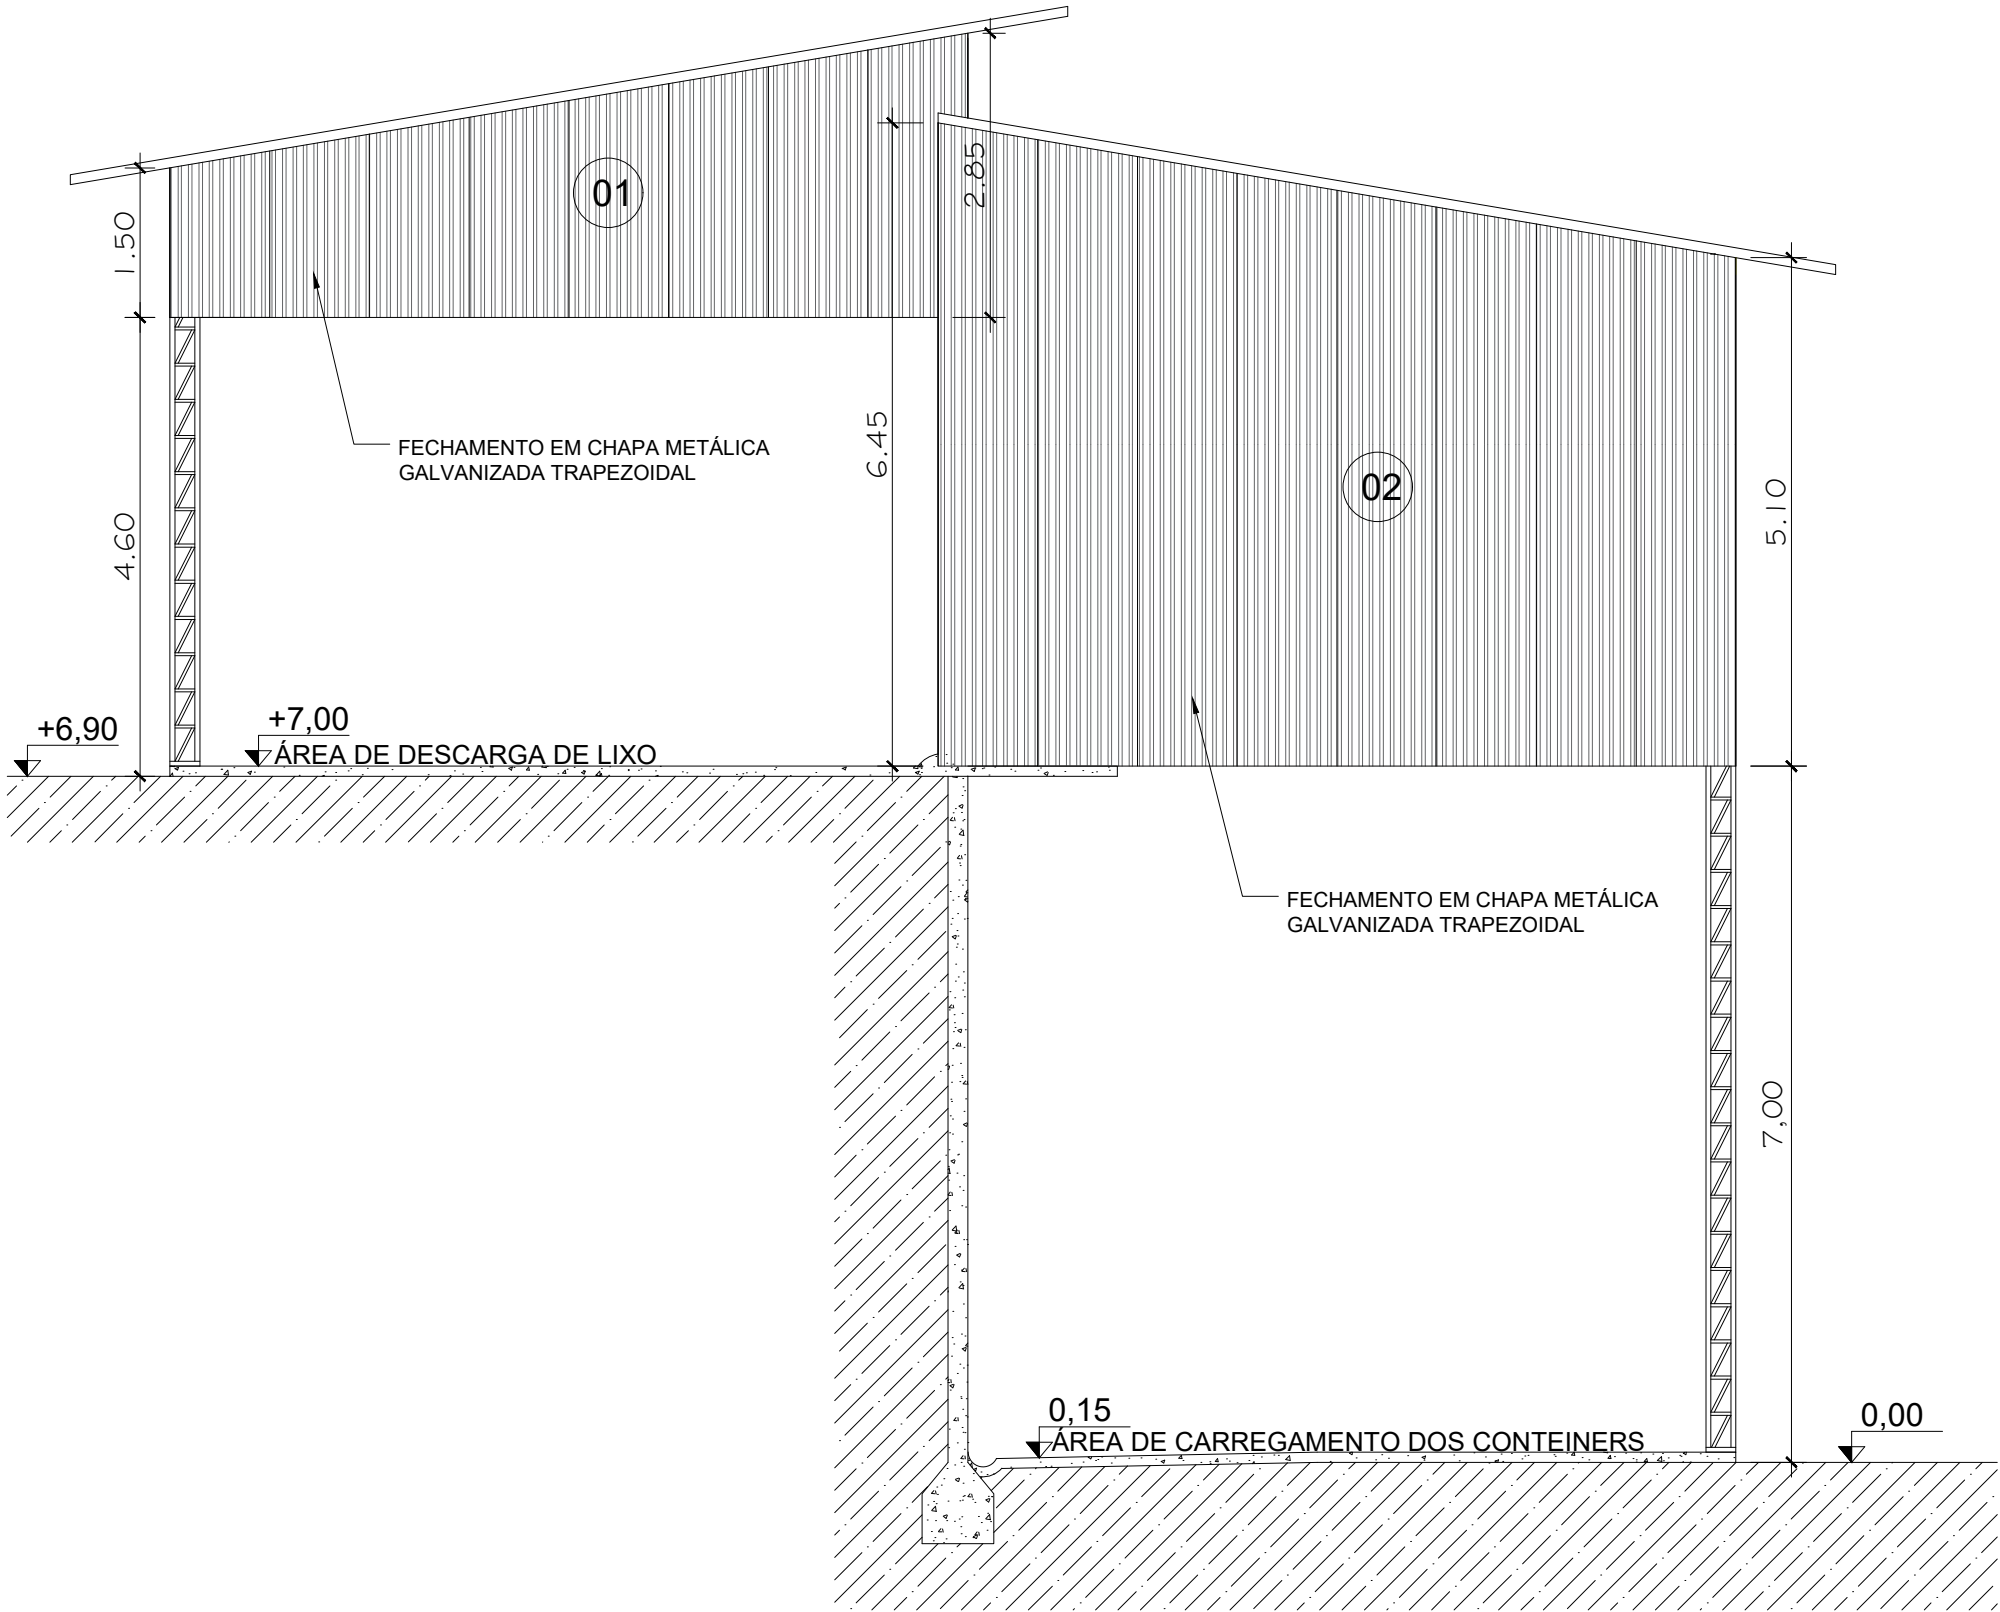 01
2.85
1.50
02
FECHAMENTO EM CHAPA METÁLICA
GALVANIZADA TRAPEZOIDAL
6.45
5.10
4.60
+6,90
+7,00
ÁREA DE DESCARGA DE LIXO
FECHAMENTO EM CHAPA METÁLICA
GALVANIZADA TRAPEZOIDAL
7,00
0,15
ÁREA DE CARREGAMENTO DOS CONTEINERS
0,00